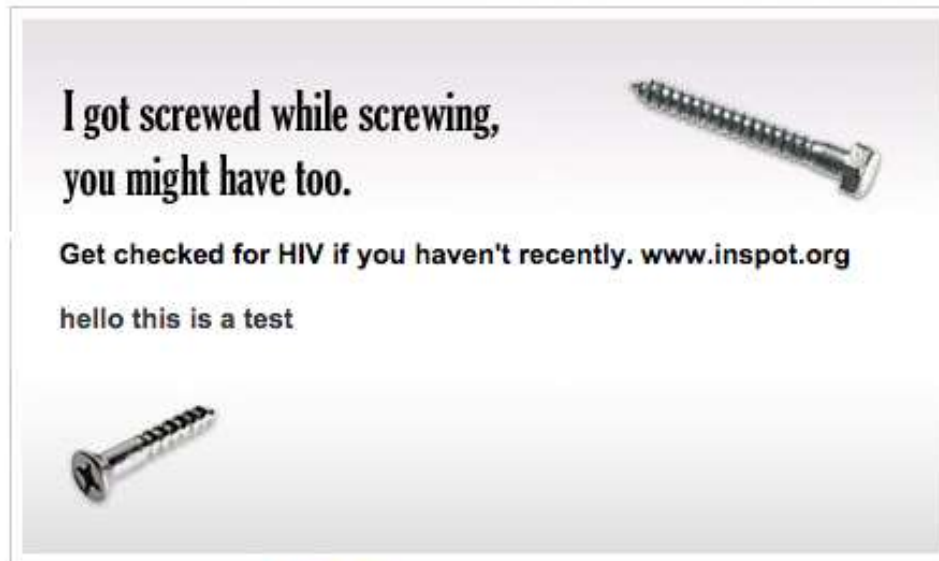 I got screwed while screwing,
you might have too.
Get checked for HIV if you haven't recently. www.inspot.org
hello this is a test